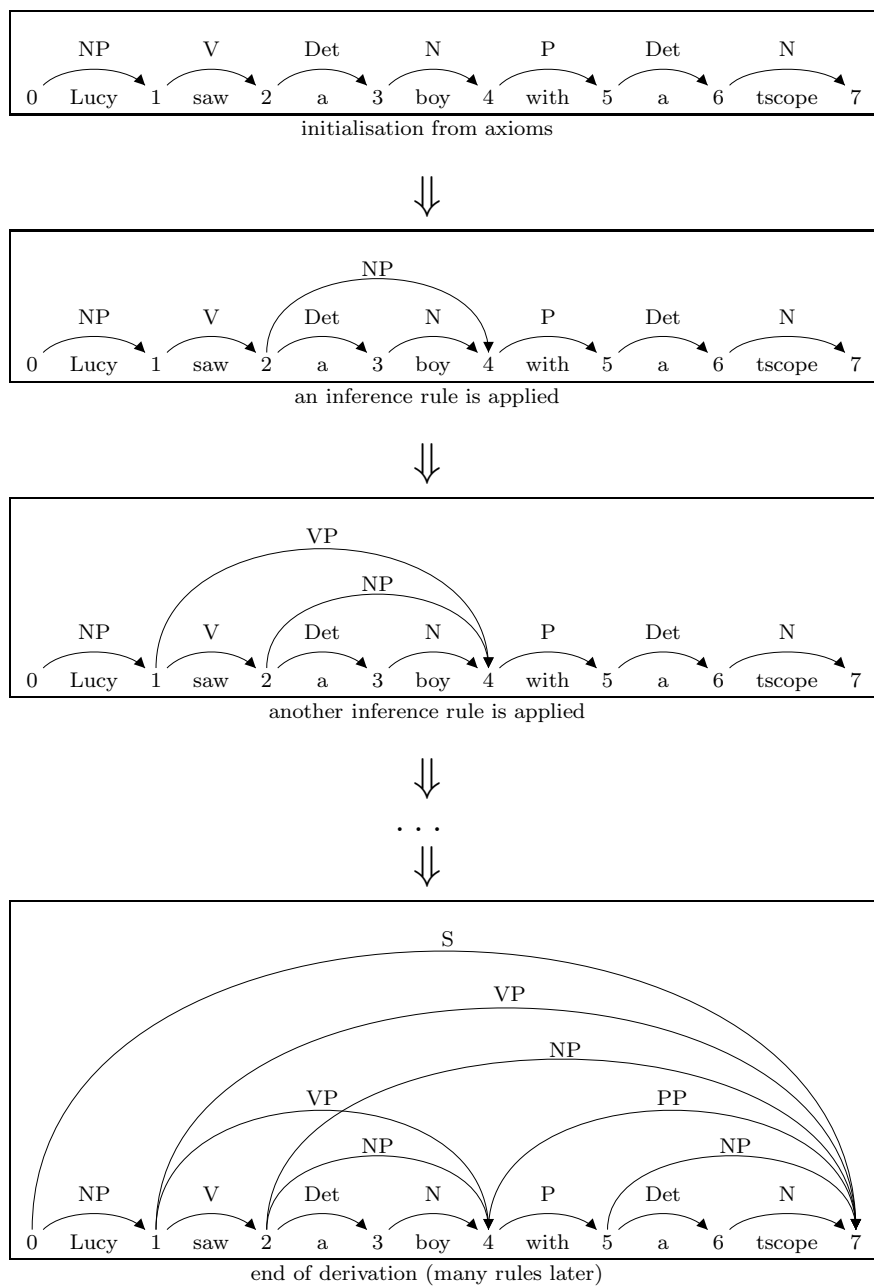 NP V Det N P Det N
0 Lucy 1 saw 2 a 3 boy 4 with 5 a 6 tscope 7
initialisation from axioms
⇓
NP
NP V Det N P Det N
0 Lucy 1 saw 2 a 3 boy 4 with 5 a 6 tscope 7
an inference rule is applied
⇓
VP
NP
NP V Det N P Det N
0 Lucy 1 saw 2 a 3 boy 4 with 5 a 6 tscope 7
another inference rule is applied
⇓
. . .
⇓
S
VP
NP
VP PP
NP NP
NP V Det N P Det N
0 Lucy 1 saw 2 a 3 boy 4 with 5 a 6 tscope 7
end of derivation (many rules later)